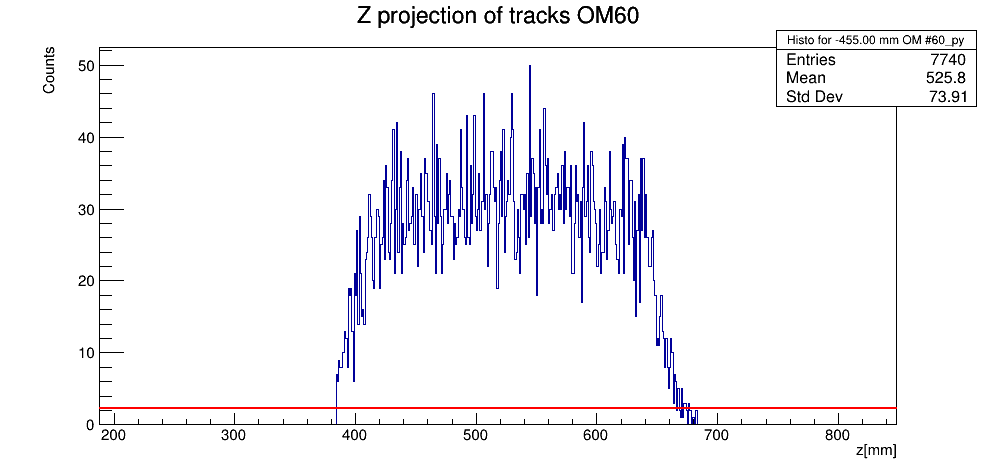 Z projection of tracks OM60
Histo for -455.00 mm OM #60_py
Entries 7740
Mean 525.8
Std Dev 73.91
Counts
50
40
30
20
10
0
200 300 400 500 600 700 800
z[mm]